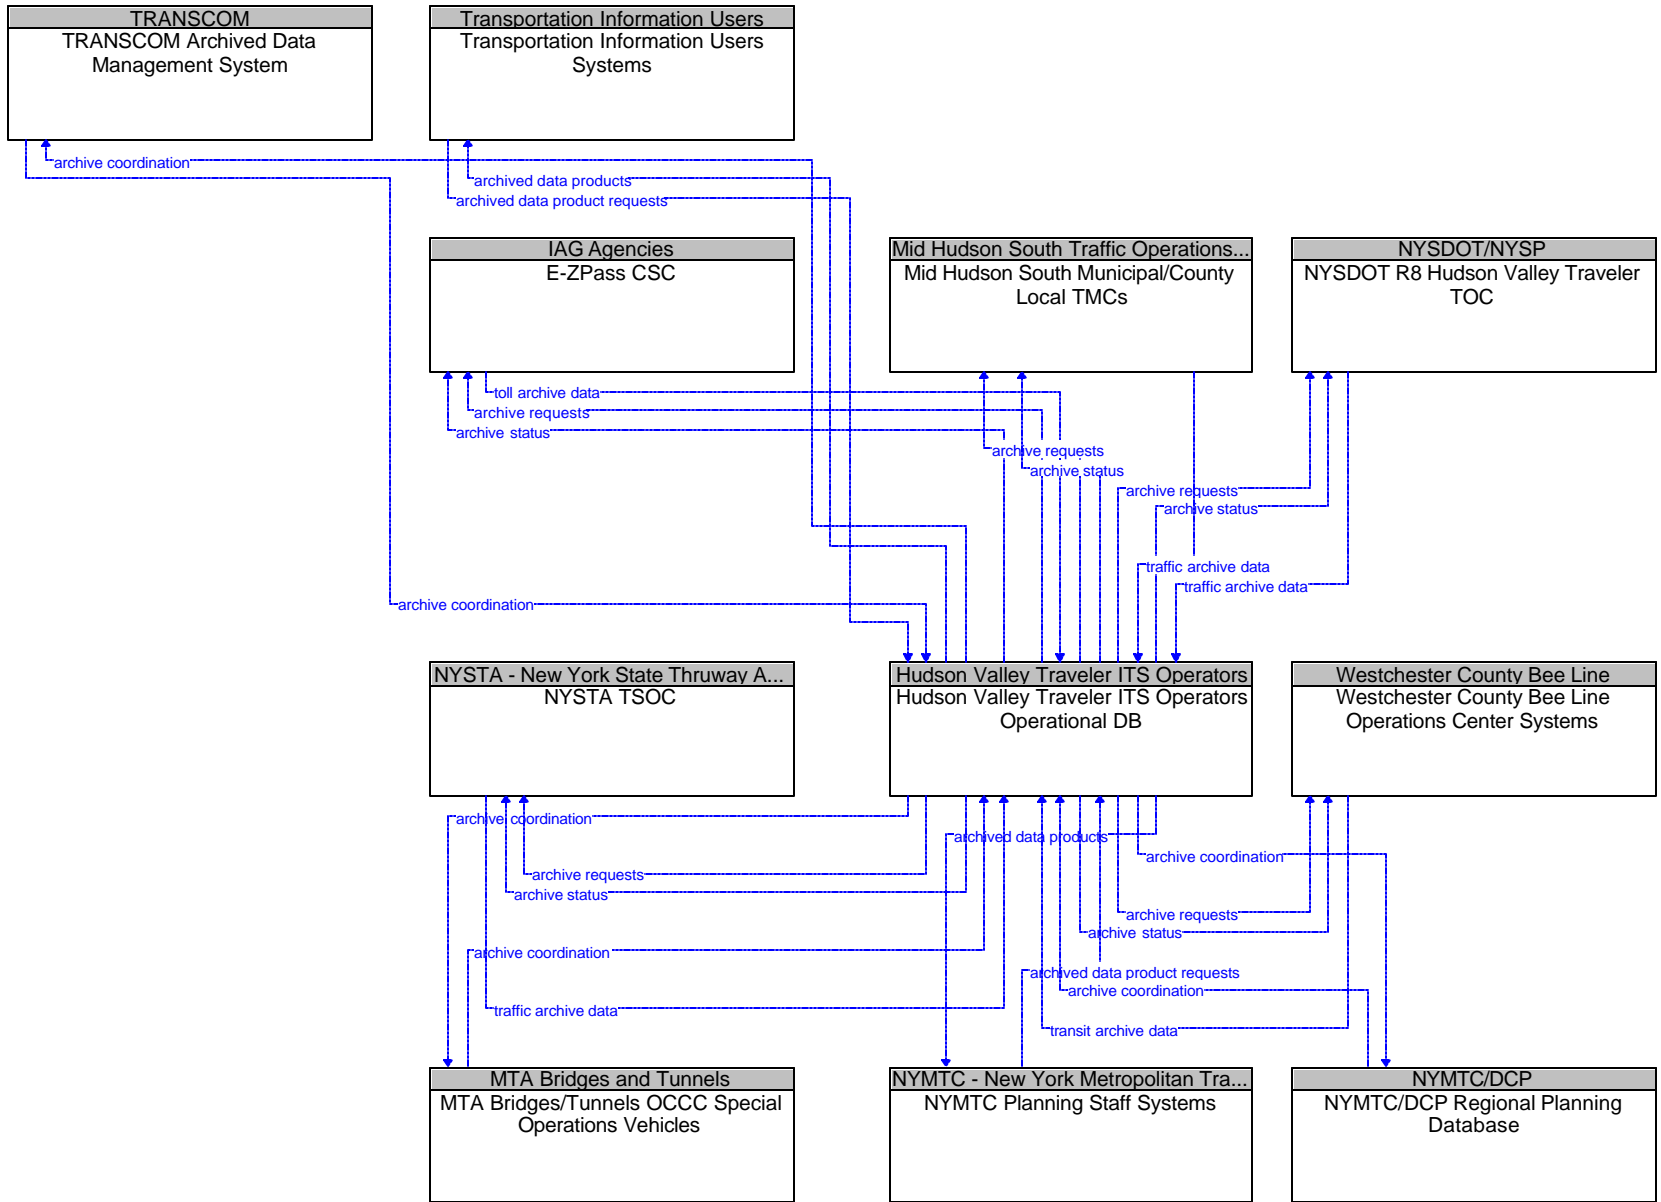 TRANSCOM
TRANSCOM Archived Data
Management System
Transportation Information Users
Transportation Information Users
Systems
archive coordination
archived data products
archived data product requests
IAG Agencies
E-ZPass CSC
Mid Hudson South Traffic Operations...
Mid Hudson South Municipal/County
Local TMCs
NYSDOT/NYSP
NYSDOT R8 Hudson Valley Traveler
TOC
toll archive data
archive requests
archive status
archive requests
archive status
archive requests
archive status
traffic archive data
traffic archive data
archive coordination
NYSTA - New York State Thruway A...
NYSTA TSOC
Hudson Valley Traveler ITS Operators
Hudson Valley Traveler ITS Operators
Operational DB
Westchester County Bee Line
Westchester County Bee Line
Operations Center Systems
archive coordination
archived data products
archive coordination
archive requests
archive status
archive requests
archive status
archive coordination
archived data product requests
archive coordination
traffic archive data
transit archive data
MTA Bridges and Tunnels
MTA Bridges/Tunnels OCCC Special
Operations Vehicles
NYMTC - New York Metropolitan Tra...
NYMTC Planning Staff Systems
NYMTC/DCP
NYMTC/DCP Regional Planning
Database